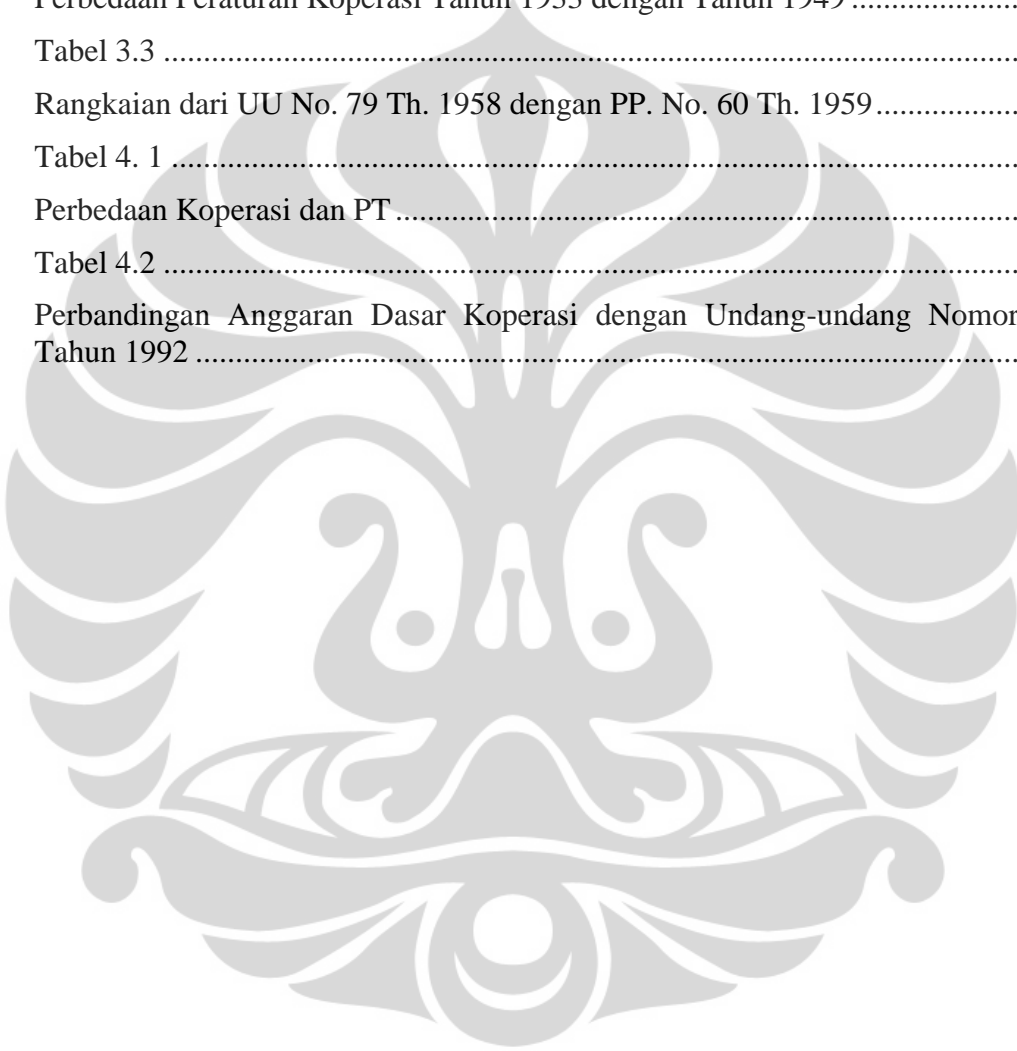 Perbedaan Peraturan Koperasi Tahun 1933 dengan Tahun 1949 ....................
Tabel 3.3 ..........................................................................................................
Rangkaian dari UU No. 79 Th. 1958 dengan PP. No. 60 Th. 1959 .................
Tabel 4. 1 .........................................................................................................
Perbedaan Koperasi dan PT .............................................................................
Tabel 4.2 ..........................................................................................................
Perbandingan Anggaran Dasar Koperasi dengan Undang-undang Nomor
Tahun 1992 ......................................................................................................